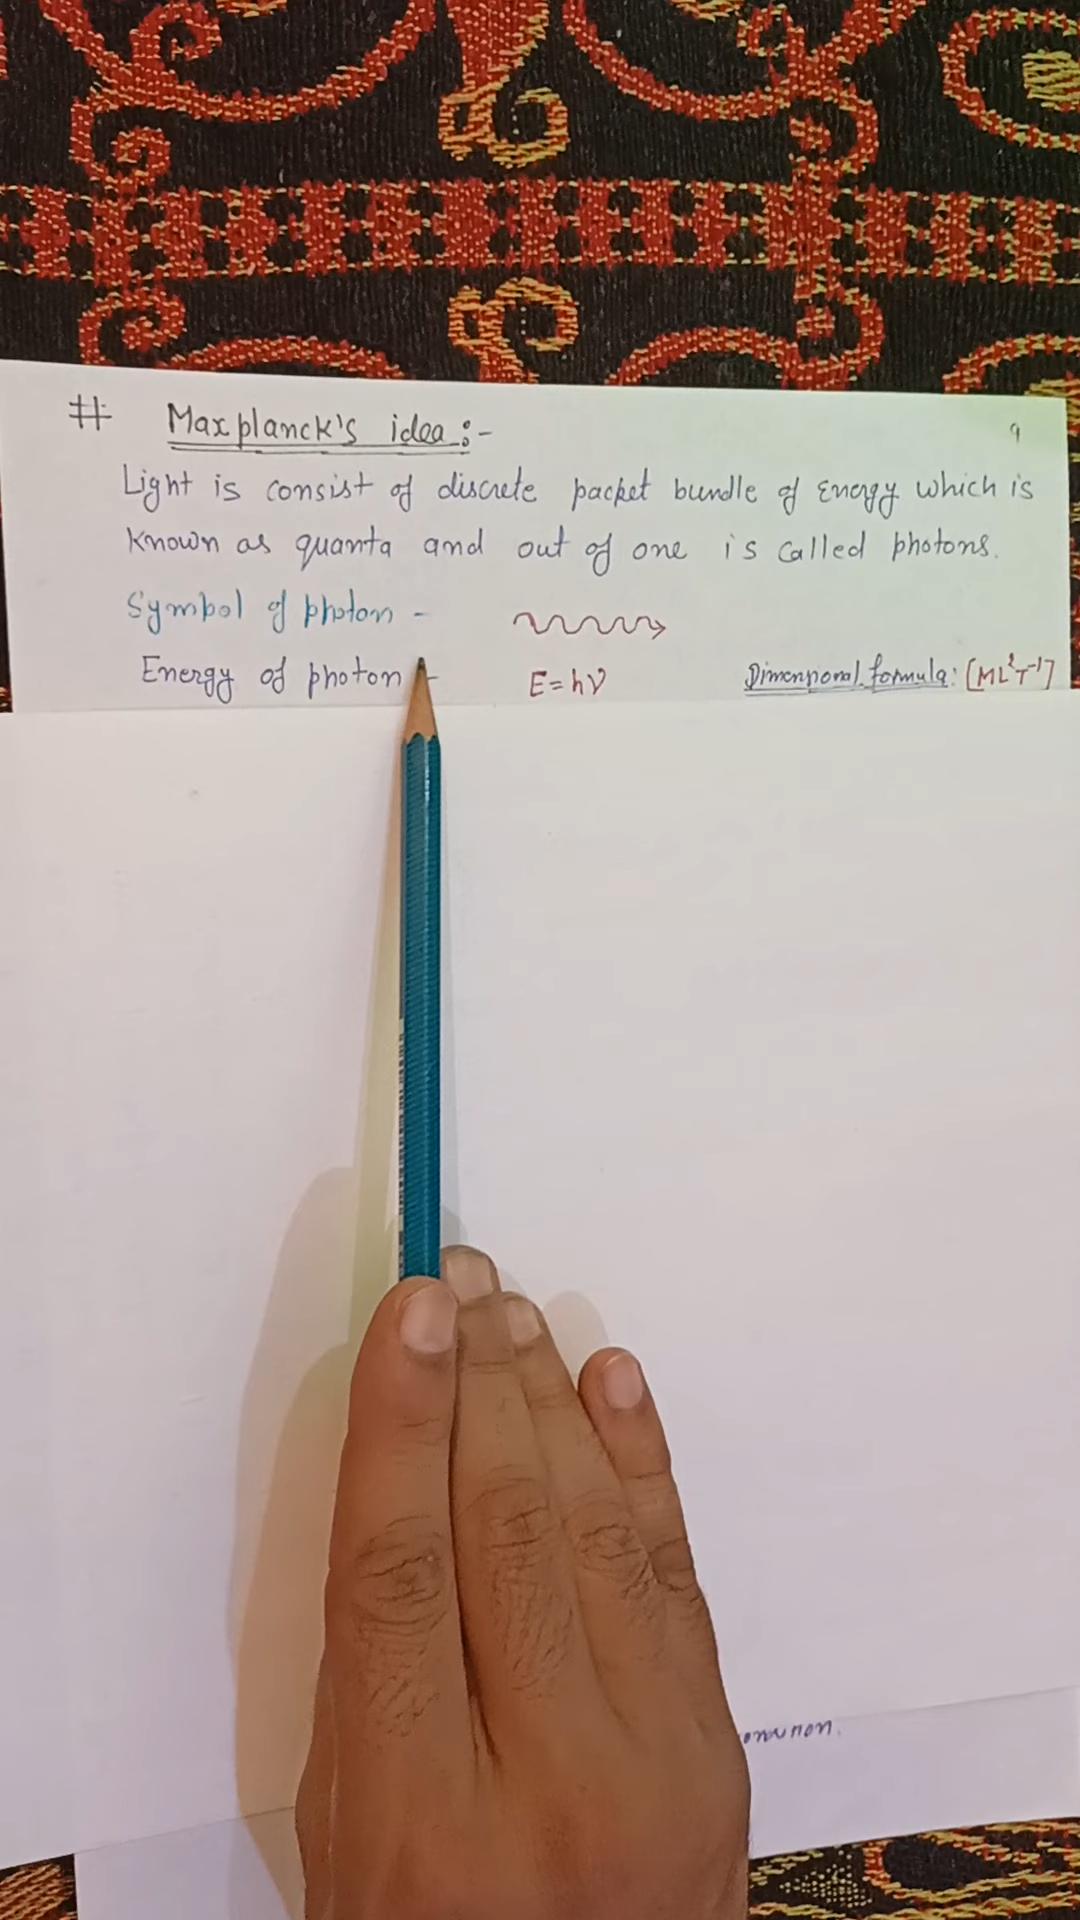 # Max planck's idea :-
9
Light is consist of discrete packet bundle of Energy which is
known as quanta and out of one is called photons.
Symbol of photon -
Energy of photon - E = hν Dimensional formula: [ML²T⁻¹]